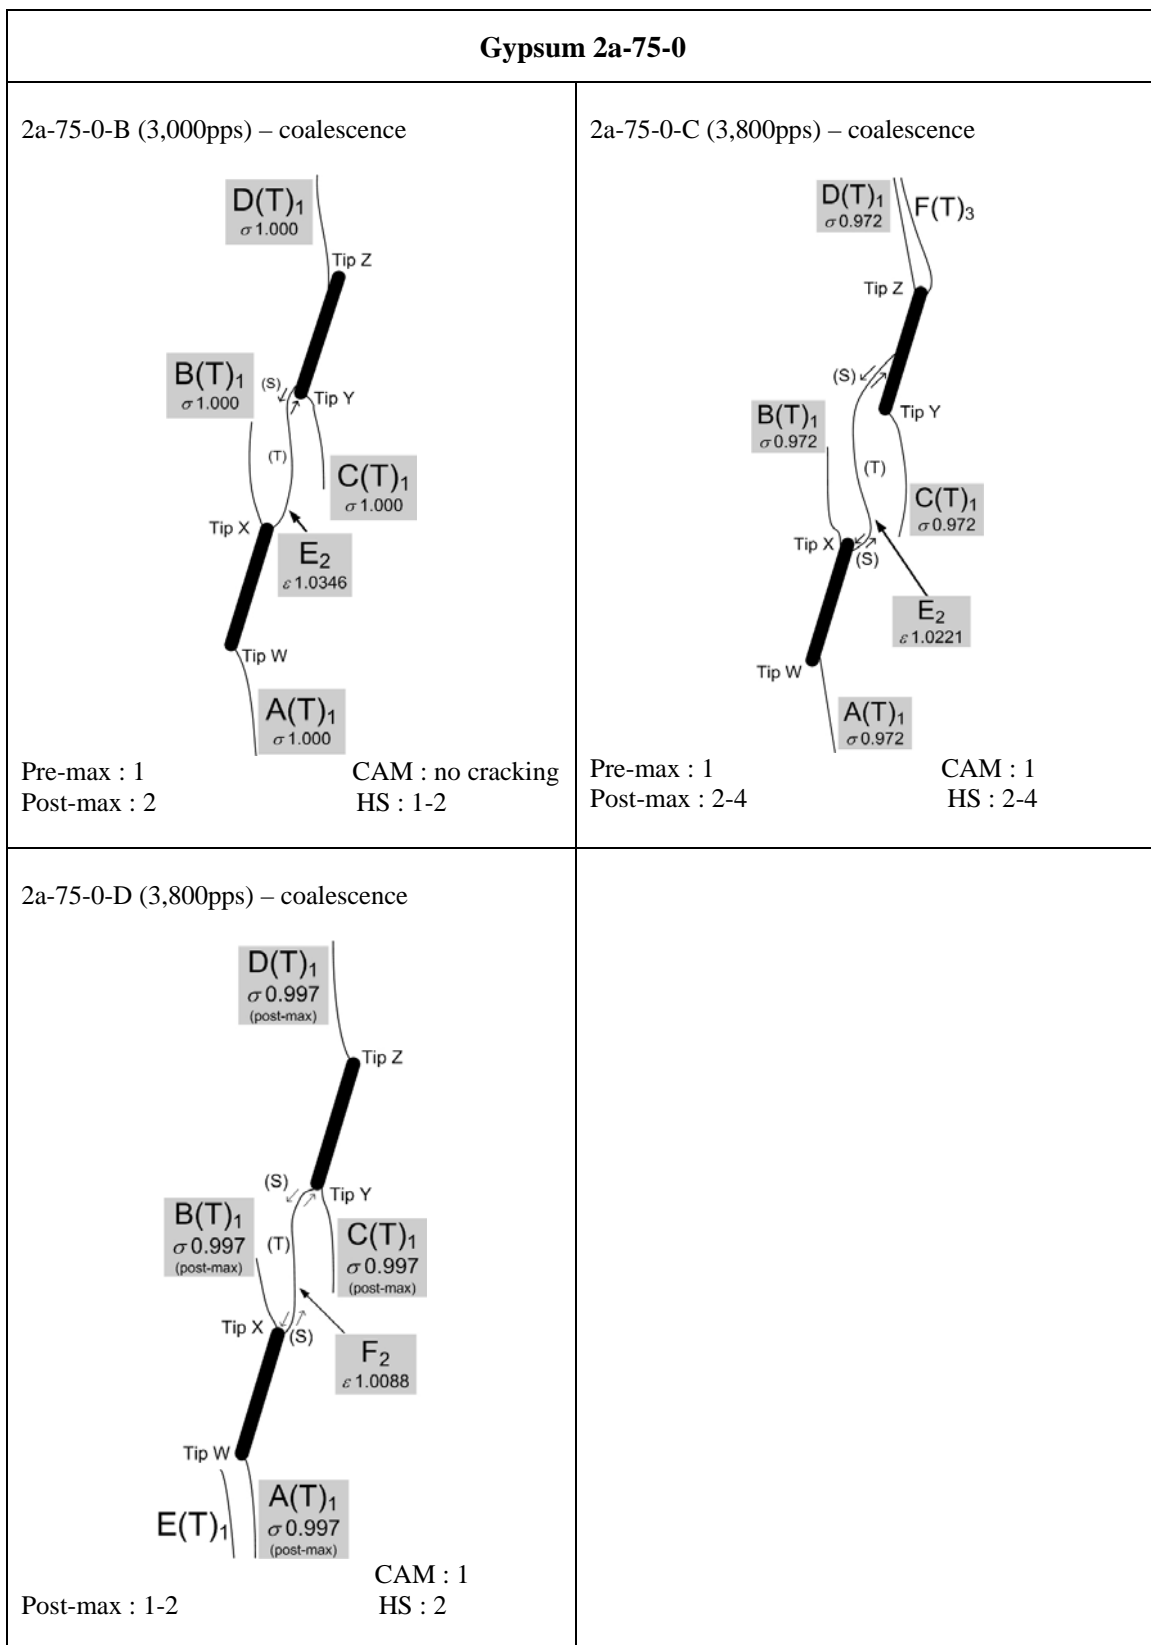 Gypsum 2a-75-0
2a-75-0-B (3,000pps) – coalescence
D(T)₁
σ 1.000
Tip Z
B(T)₁
σ 1.000
(S)
Tip Y
(T)
C(T)₁
σ 1.000
Tip X
E₂
ε 1.0346
Tip W
A(T)₁
σ 1.000
Pre-max : 1
CAM : no cracking
Post-max : 2
HS : 1-2
2a-75-0-C (3,800pps) – coalescence
D(T)₁
σ 0.972
F(T)₃
Tip Z
(S)
B(T)₁
σ 0.972
Tip Y
(T)
C(T)₁
σ 0.972
Tip X
(S)
E₂
ε 1.0221
Tip W
A(T)₁
σ 0.972
Pre-max : 1
CAM : 1
Post-max : 2-4
HS : 2-4
2a-75-0-D (3,800pps) – coalescence
D(T)₁
σ 0.997
(post-max)
Tip Z
(S)
Tip Y
B(T)₁
σ 0.997
(post-max)
(T)
C(T)₁
σ 0.997
(post-max)
Tip X
(S)
F₂
ε 1.0088
Tip W
E(T)₁
A(T)₁
σ 0.997
(post-max)
CAM : 1
Post-max : 1-2
HS : 2